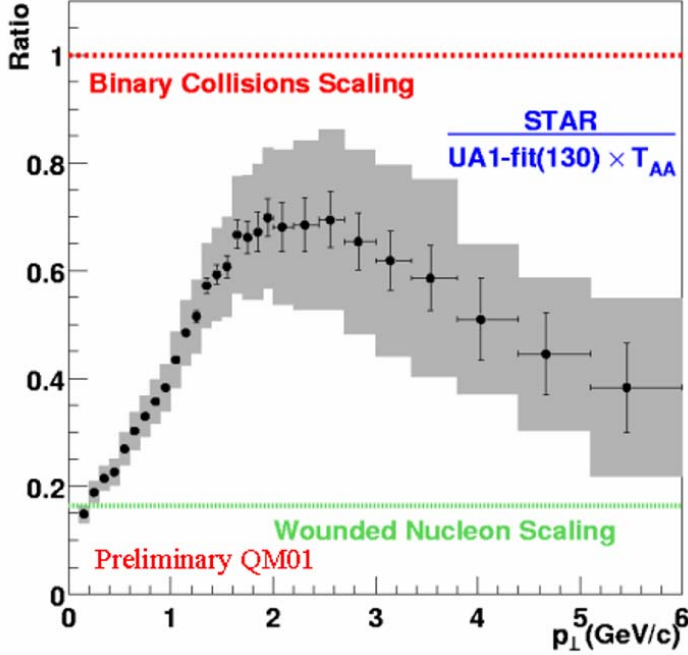 Ratio
1
Binary Collisions Scaling
STAR
UA1-fit(130) × T_AA
0.8
0.6
0.4
0.2
Wounded Nucleon Scaling
Preliminary QM01
0
0 1 2 3 4 5 6
p⊥(GeV/c)